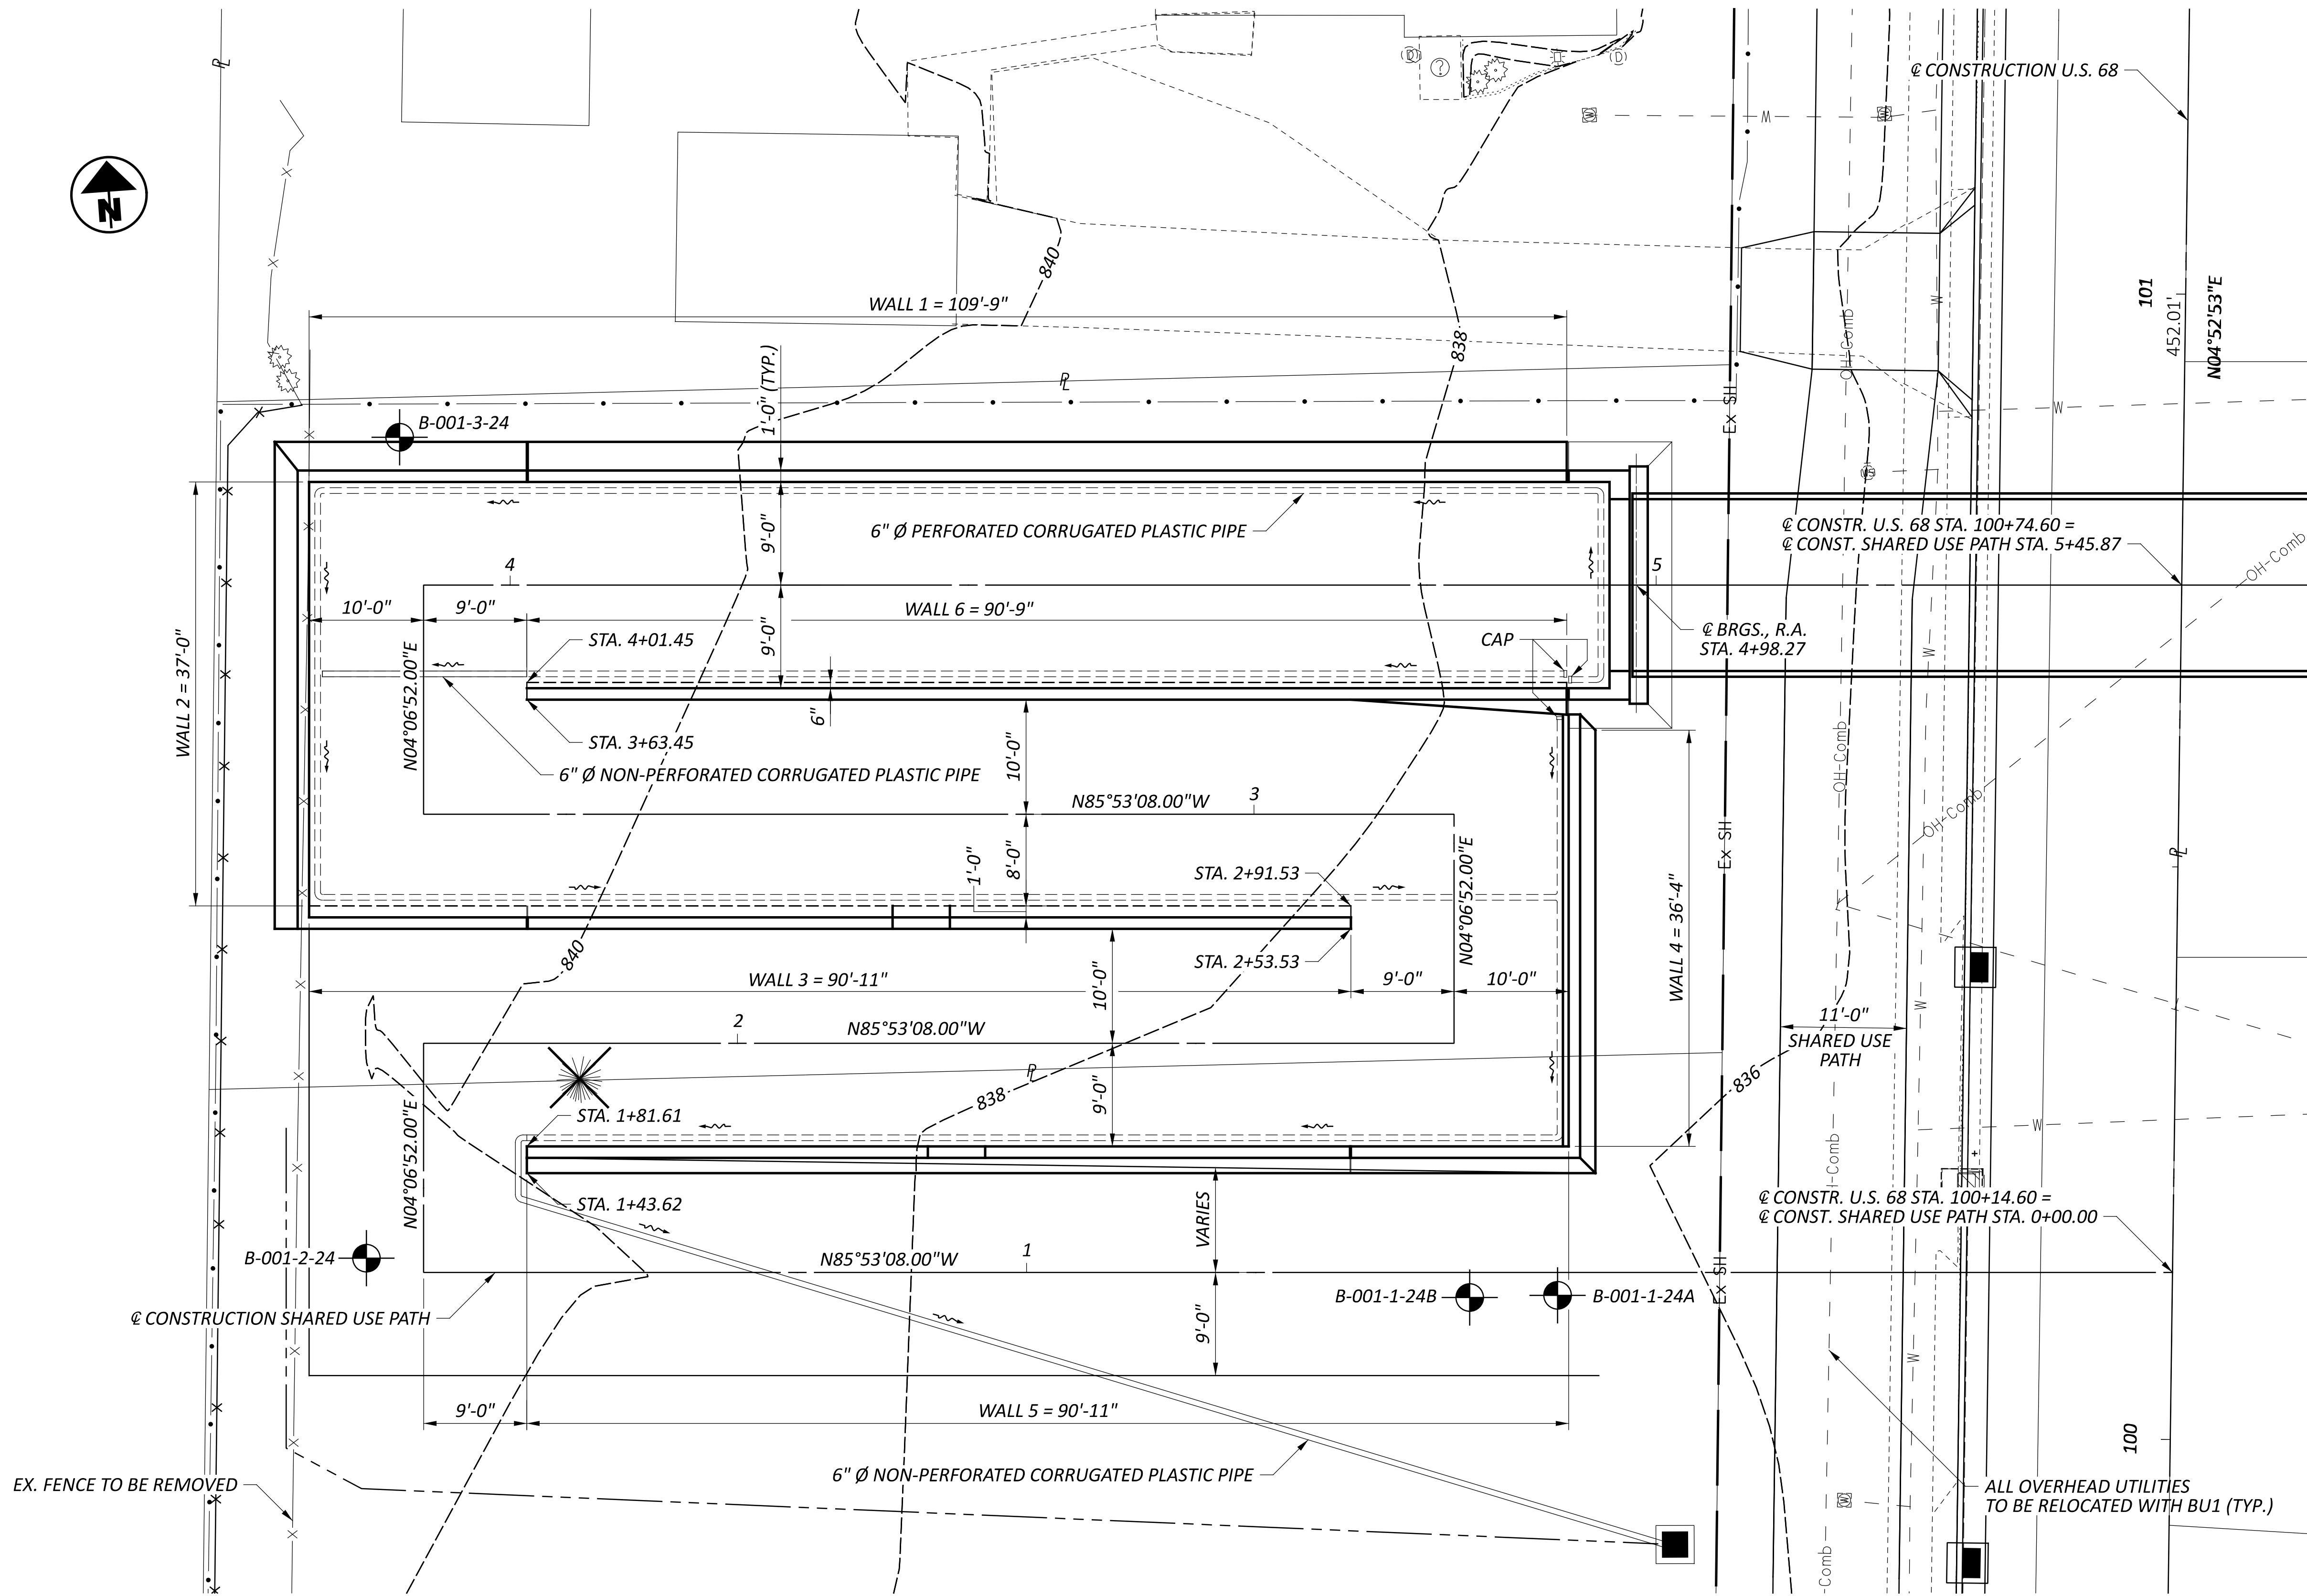 ℄ CONSTRUCTION U.S. 68
℄
D
?
D
W
W
W
N
840
101
452.01'
N04°52'53"E
WALL 1 = 109'-9"
838
OH-Comb
W
1'-0" (TYP.)
℄
Ex SH
W
B-001-3-24
W
6" Ø PERFORATED CORRUGATED PLASTIC PIPE
9'-0"
℄ CONSTR. U.S. 68 STA. 100+74.60 =
℄ CONST. SHARED USE PATH STA. 5+45.87
OH-Comb
4
5
10'-0"
9'-0"
WALL 6 = 90'-9"
WALL 2 = 37'-0"
N04°06'52.00"E
STA. 4+01.45
9'-0"
CAP
℄ BRGS., R.A.
STA. 4+98.27
W
6"
STA. 3+63.45
10'-0"
OH-Comb
6" Ø NON-PERFORATED CORRUGATED PLASTIC PIPE
N85°53'08.00"W
3
OH-Comb
Ex SH
℄
1'-0"
8'-0"
STA. 2+91.53
N04°06'52.00"E
WALL 4 = 36'-4"
840
STA. 2+53.53
WALL 3 = 90'-11"
10'-0"
9'-0"
10'-0"
W
11'-0"
SHARED USE
PATH
2
N85°53'08.00"W
℄
838
836
9'-0"
STA. 1+81.61
W
N04°06'52.00"E
OH-Comb
STA. 1+43.62
VARIES
℄ CONSTR. U.S. 68 STA. 100+14.60 =
℄ CONST. SHARED USE PATH STA. 0+00.00
B-001-2-24
N85°53'08.00"W
1
Ex SH
B-001-1-24B
B-001-1-24A
℄ CONSTRUCTION SHARED USE PATH
9'-0"
W
9'-0"
WALL 5 = 90'-11"
100
6" Ø NON-PERFORATED CORRUGATED PLASTIC PIPE
EX. FENCE TO BE REMOVED
ALL OVERHEAD UTILITIES
TO BE RELOCATED WITH BU1 (TYP.)
W
Comb